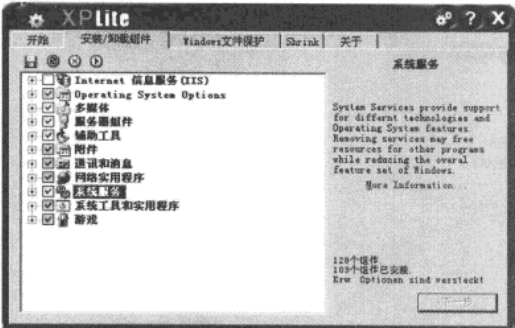 XPLite
开始 安装/卸载组件 Windows文件保护 Shrink 关于
系统服务
Internet 信息服务(IIS)
Operating System Options
多媒体
服务器组件
辅助工具
附件
通讯和消息
网络实用程序
系统服务
系统工具和实用程序
游戏
System Services provide support
for differnt technologies and
Operating System features.
Removing services may free
resources for other programs
while reducing the overal
feature set of Windows.
More Information...
128个组件
103个组件已安装
Erw. Optionen sind versteckt
下一步